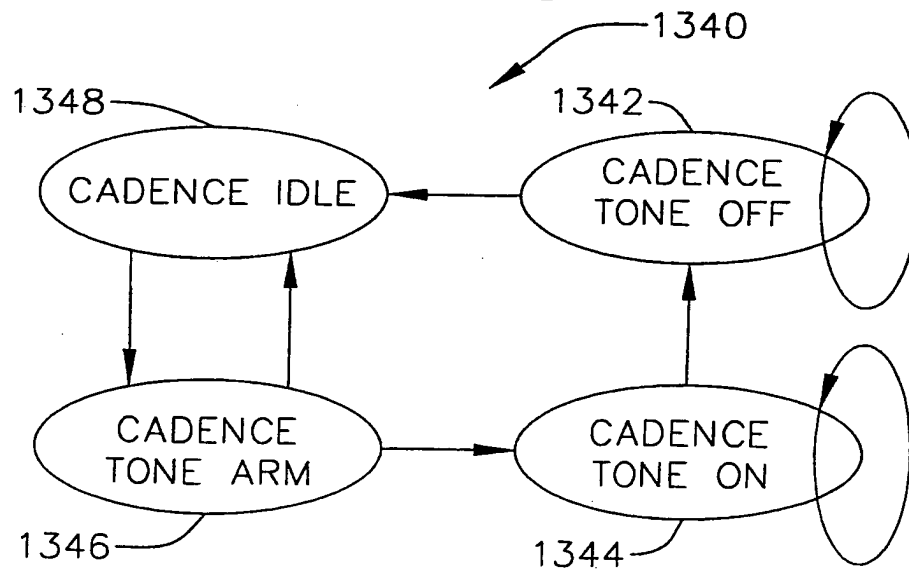 1340
1348
1342
CADENCE IDLE
CADENCE
TONE OFF
CADENCE
TONE ARM
CADENCE
TONE ON
1346
1344